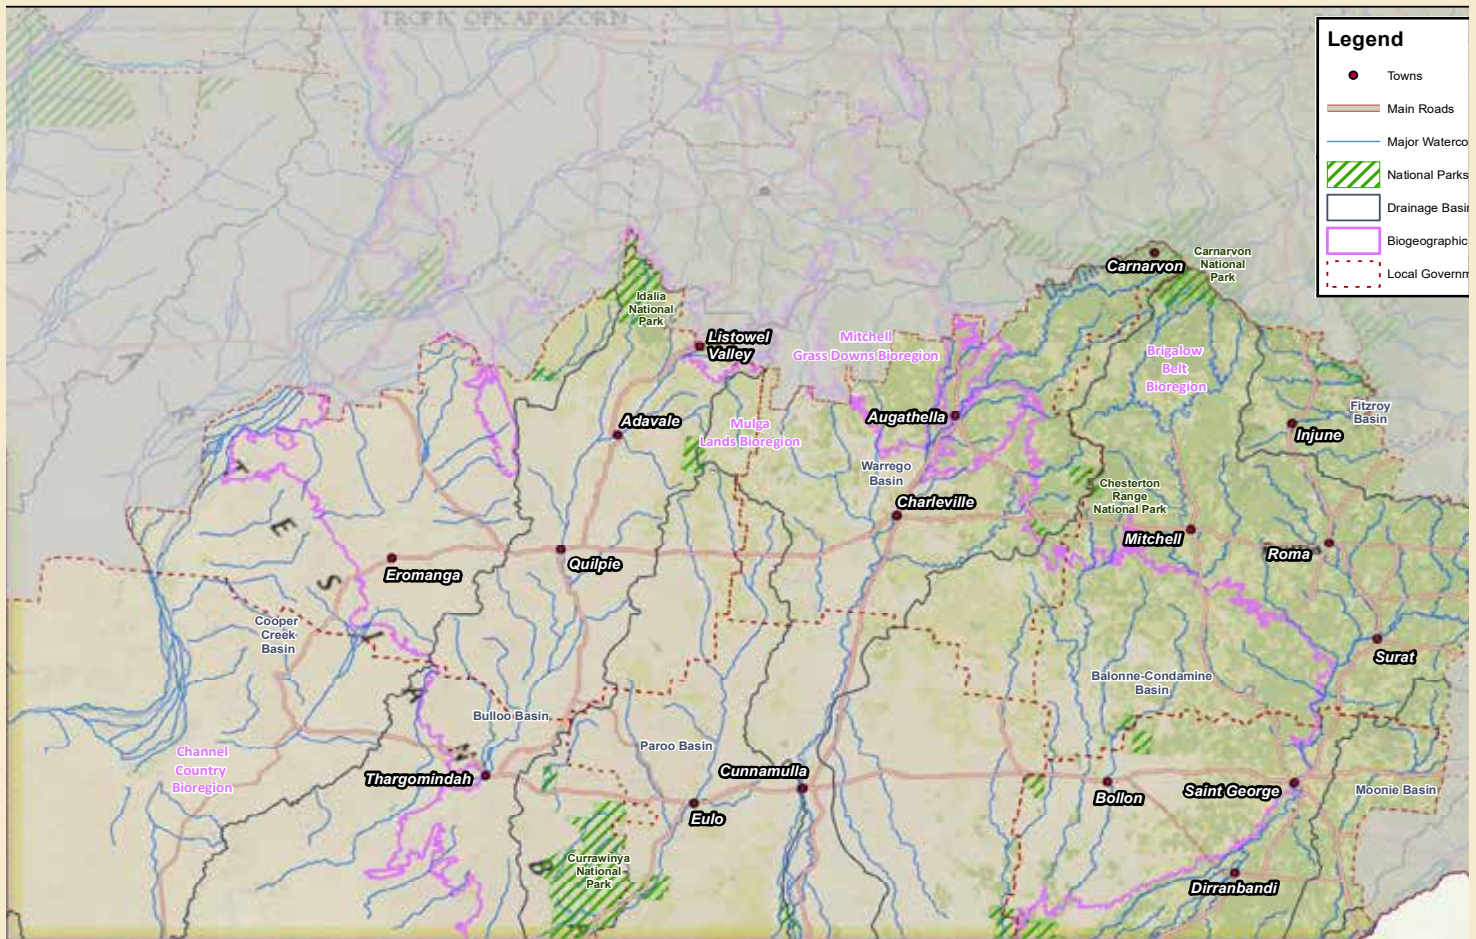 TROPIC OF CAPRICORN
Legend
Towns
Main Roads
Major Waterco
National Parks
Drainage Basin
Biogeographic
Local Governm
Carnarvon
Carnarvon
National
Park
Idalia
National
Park
Listowel
Valley
Mitchell
Grass Downs Bioregion
Brigalow
Belt
Bioregion
Adavale
Mulga
Lands Bioregion
Augathella
Fitzroy
Basin
Injune
Warrego
Basin
Charleville
Chesterton
Range
National Park
Mitchell
Roma
Eromanga
Quilpie
Cooper
Creek
Basin
Surat
Balonne-Condamine
Basin
Bulloo Basin
Paroo Basin
Channel
Country
Bioregion
Thargomindah
Cunnamulla
Eulo
Bollon
Saint George
Moonie Basin
Currawinya
National
Park
Dirranbandi